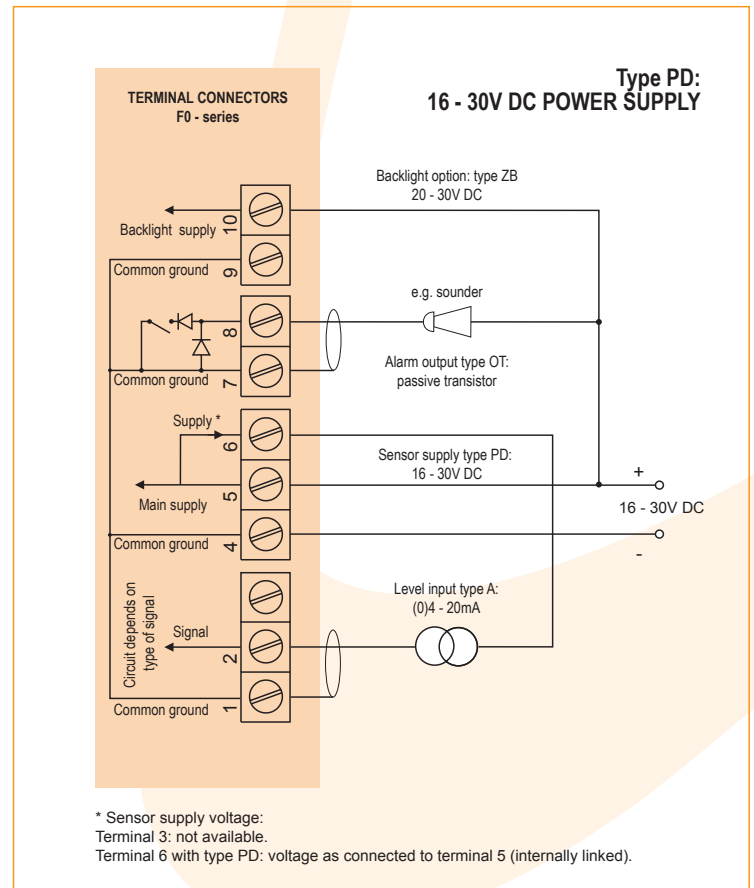 Type PD:
16 - 30V DC POWER SUPPLY
TERMINAL CONNECTORS
F0 - series
Backlight option: type ZB
20 - 30V DC
10
Backlight supply
9
Common ground
e.g. sounder
8
Alarm output type OT:
passive transistor
7
Common ground
Supply *
6
Sensor supply type PD:
16 - 30V DC
5
Main supply
+
16 - 30V DC
-
4
Common ground
Level input type A:
(0)4 - 20mA
Circuit depends on
type of signal
Signal
2
Common ground
1
* Sensor supply voltage:
Terminal 3: not available.
Terminal 6 with type PD: voltage as connected to terminal 5 (internally linked).